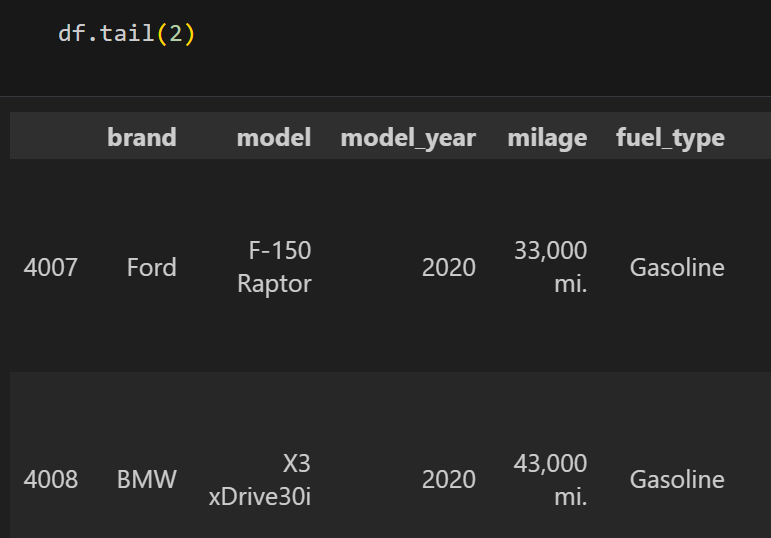 df.tail(2)
brand model model_year milage fuel_type
4007 Ford F-150 Raptor 2020 33,000 mi. Gasoline
4008 BMW X3 xDrive30i 2020 43,000 mi. Gasoline